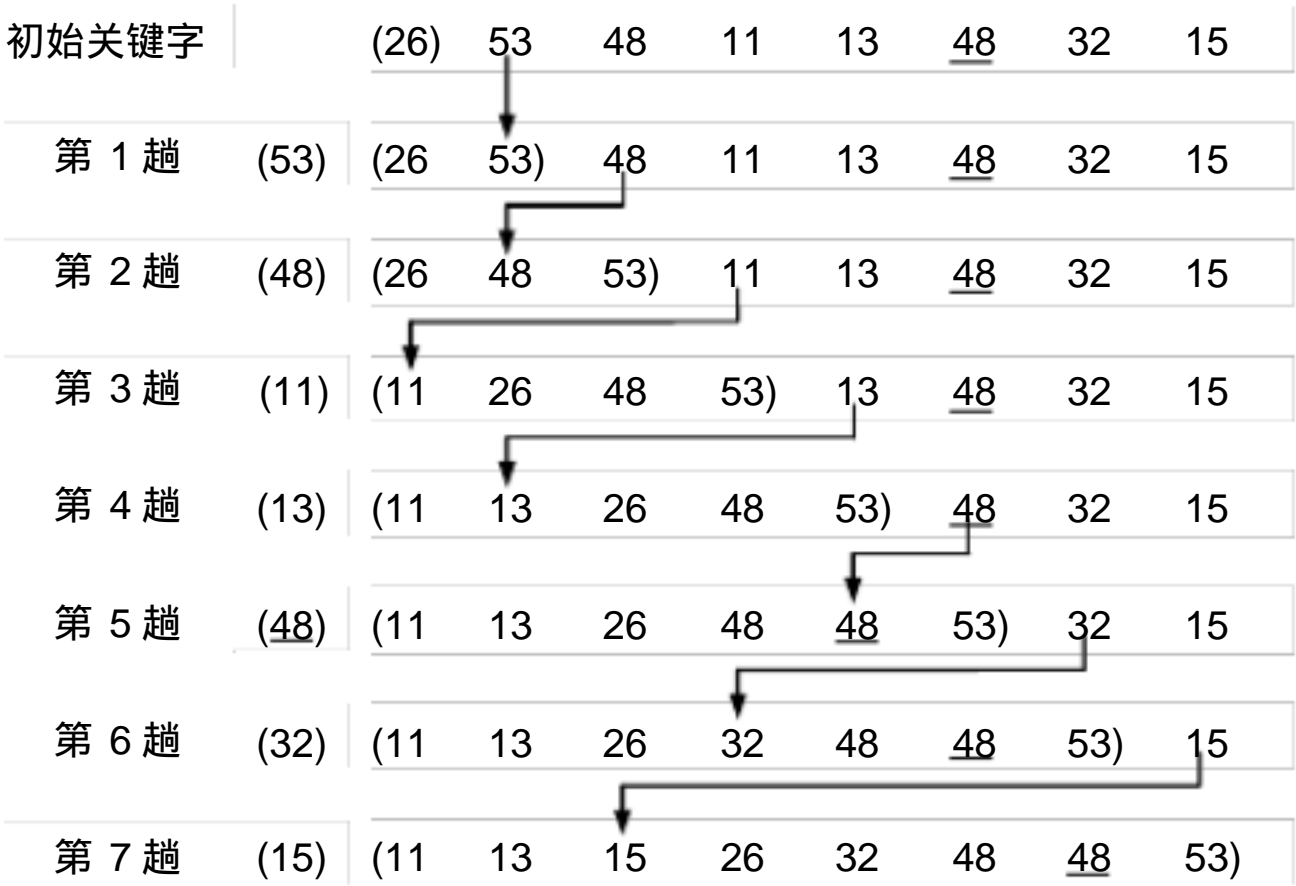 初始关键字 (26) 53 48 11 13 48 32 15
第 1 趟 (53) (26 53) 48 11 13 48 32 15
第 2 趟 (48) (26 48 53) 11 13 48 32 15
第 3 趟 (11) (11 26 48 53) 13 48 32 15
第 4 趟 (13) (11 13 26 48 53) 48 32 15
第 5 趟 (48) (11 13 26 48 48 53) 32 15
第 6 趟 (32) (11 13 26 32 48 48 53) 15
第 7 趟 (15) (11 13 15 26 32 48 48 53)